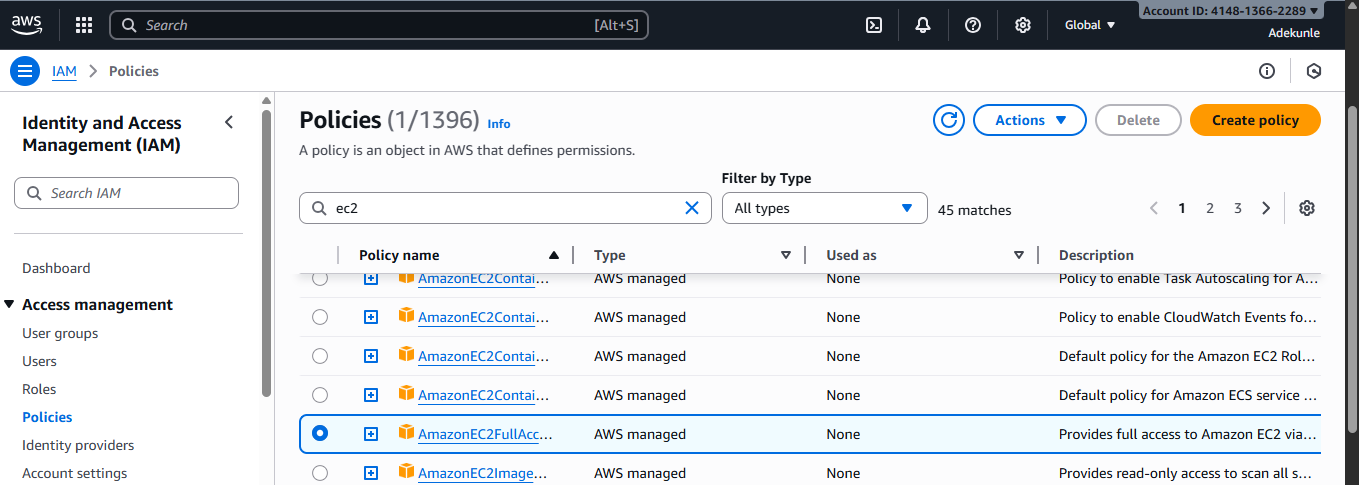 aws
Search [Alt+S]
Global
Account ID: 4148-1366-2289
Adekunle
IAM > Policies
Identity and Access
Management (IAM)
Search IAM
Dashboard
Access management
User groups
Users
Roles
Policies
Identity providers
Account settings
Policies (1/1396) Info
Actions
Delete
Create policy
A policy is an object in AWS that defines permissions.
Filter by Type
ec2
All types
45 matches
1 2 3
Policy name Type Used as Description
AmazonEC2Contai... AWS managed None Policy to enable Task Autoscaling for A...
AmazonEC2Contai... AWS managed None Policy to enable CloudWatch Events fo...
AmazonEC2Contai... AWS managed None Default policy for the Amazon EC2 Rol...
AmazonEC2Contai... AWS managed None Default policy for Amazon ECS service ...
AmazonEC2FullAcc... AWS managed None Provides full access to Amazon EC2 via...
AmazonEC2Image... AWS managed None Provides read-only access to scan all s...